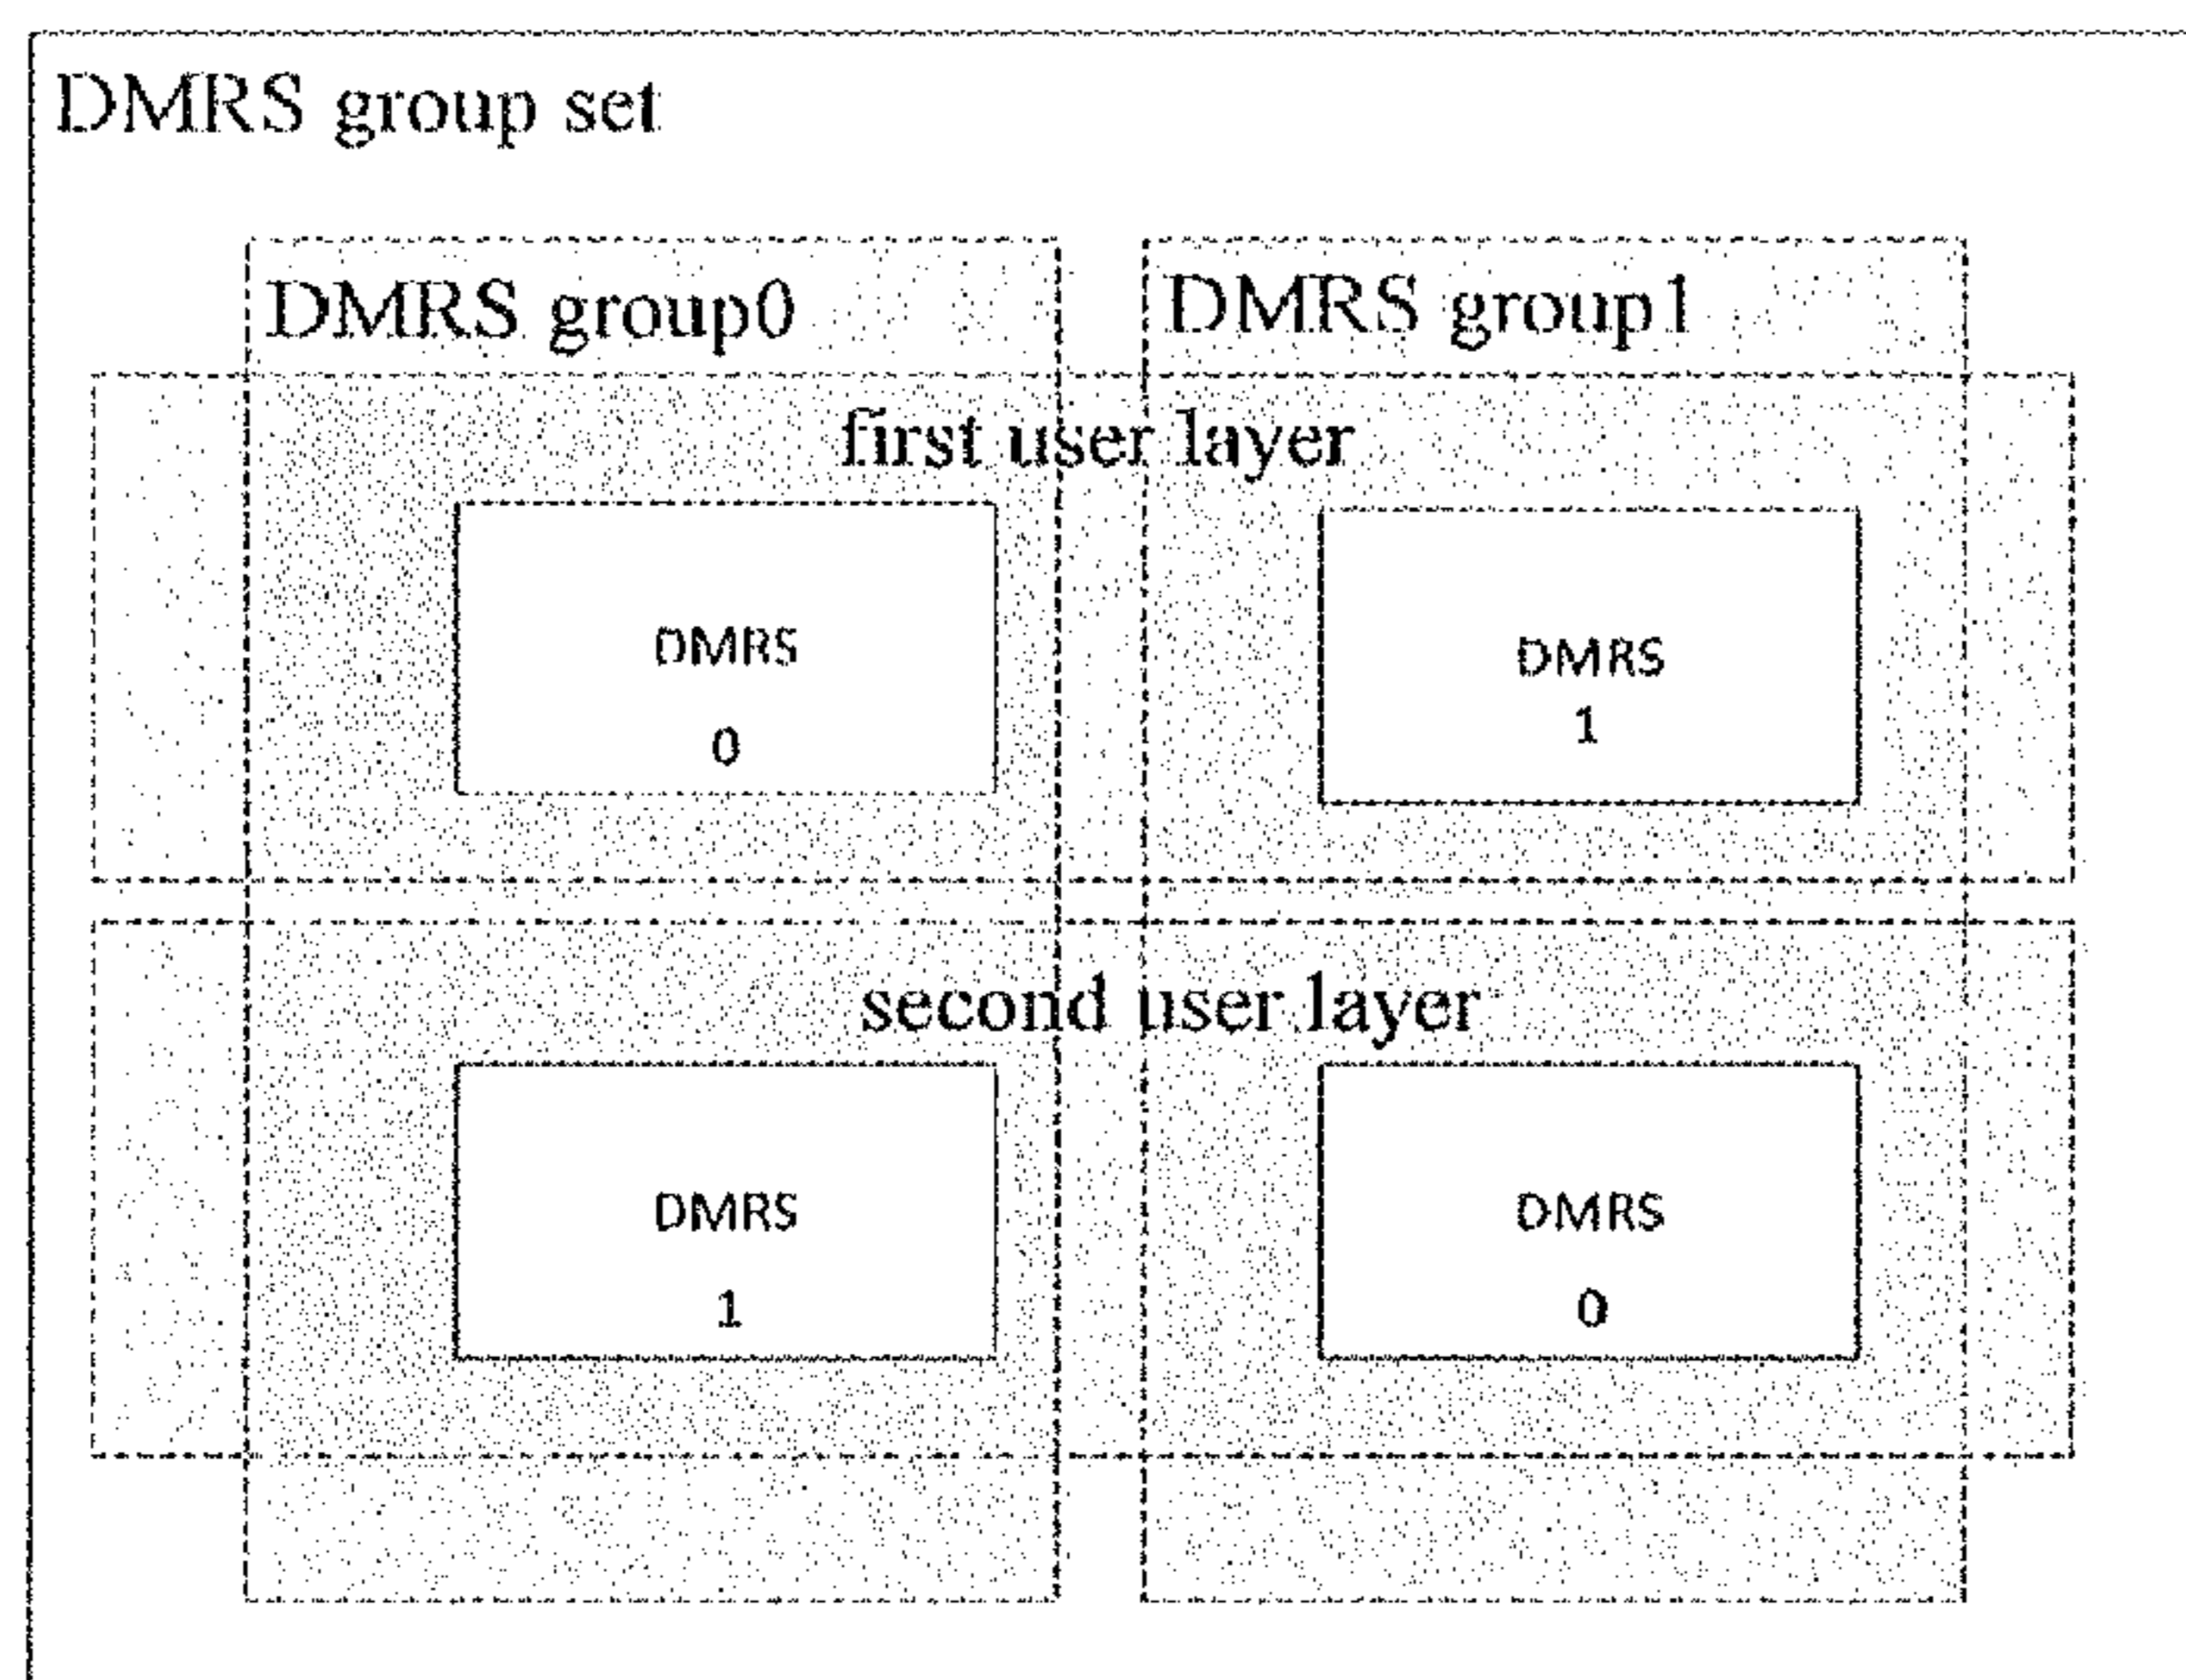 DMRS group set
DMRS group0
DMRS group1
first user layer
DMRS
0
DMRS
1
second user layer
DMRS
1
DMRS
0